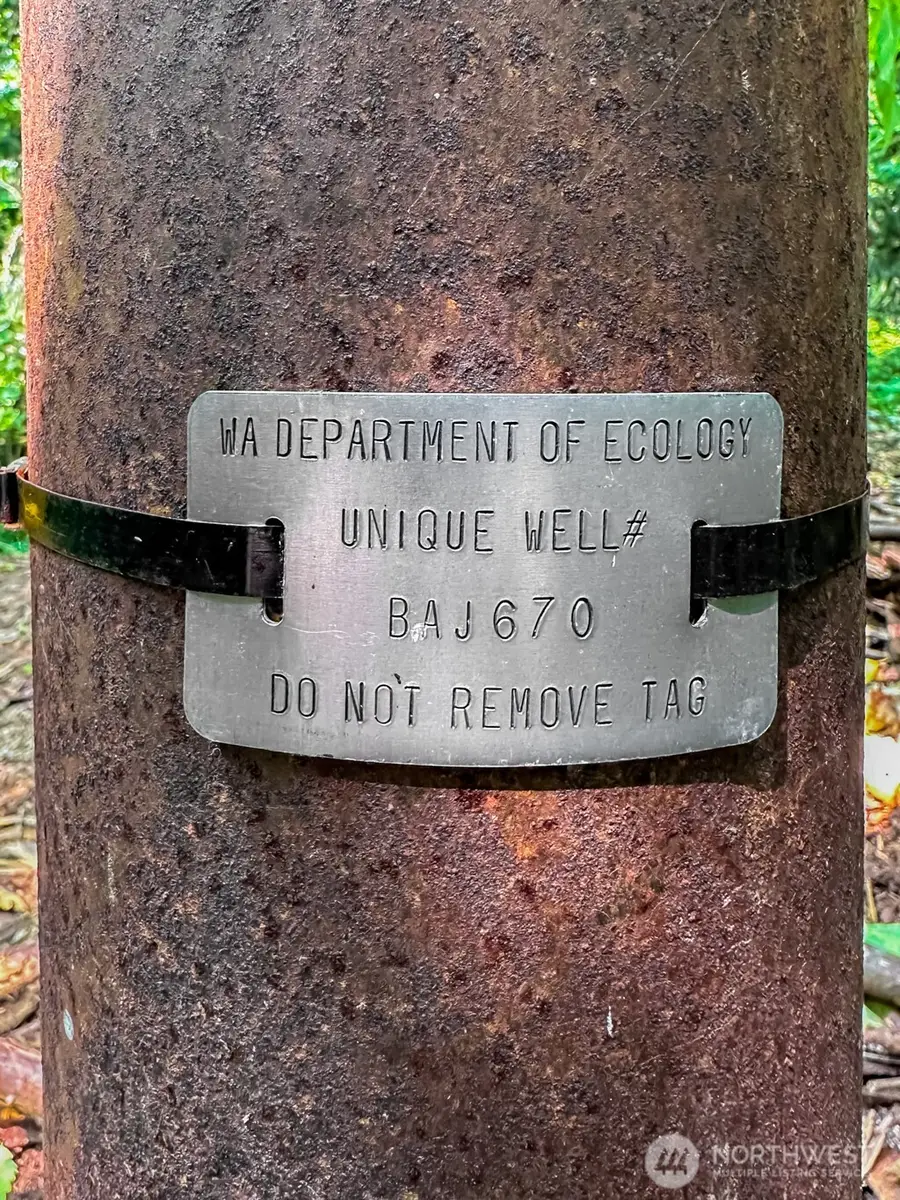 WA DEPARTMENT OF ECOLOGY
UNIQUE WELL#
BAJ670
DO NOT REMOVE TAG
NORTHWEST
MULTIPLE LISTING SERVICE